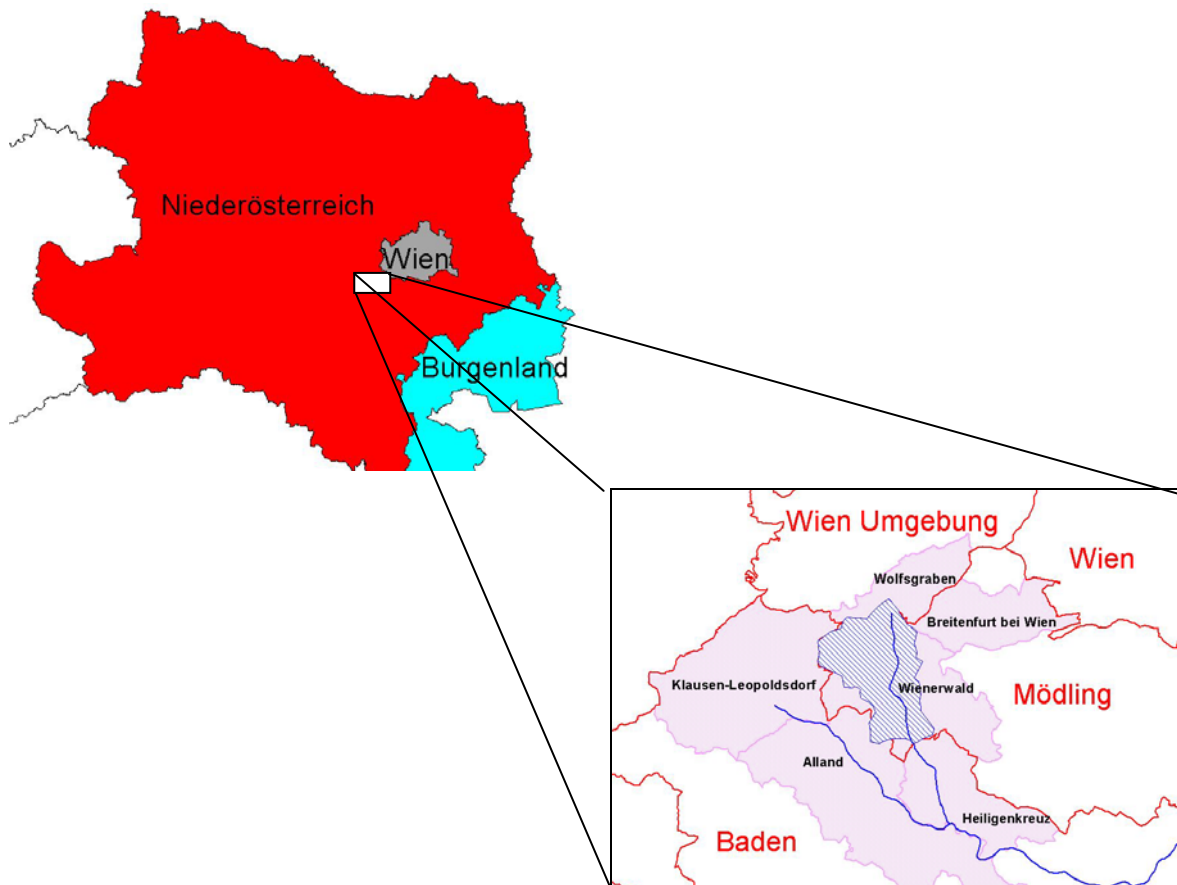 Niederösterreich
Wien
Burgenland
Wien Umgebung
Wien
Wolfsgraben
Breitenfurt bei Wien
Klausen-Leopoldsdorf
Wienerwald
Mödling
Alland
Heiligenkreuz
Baden